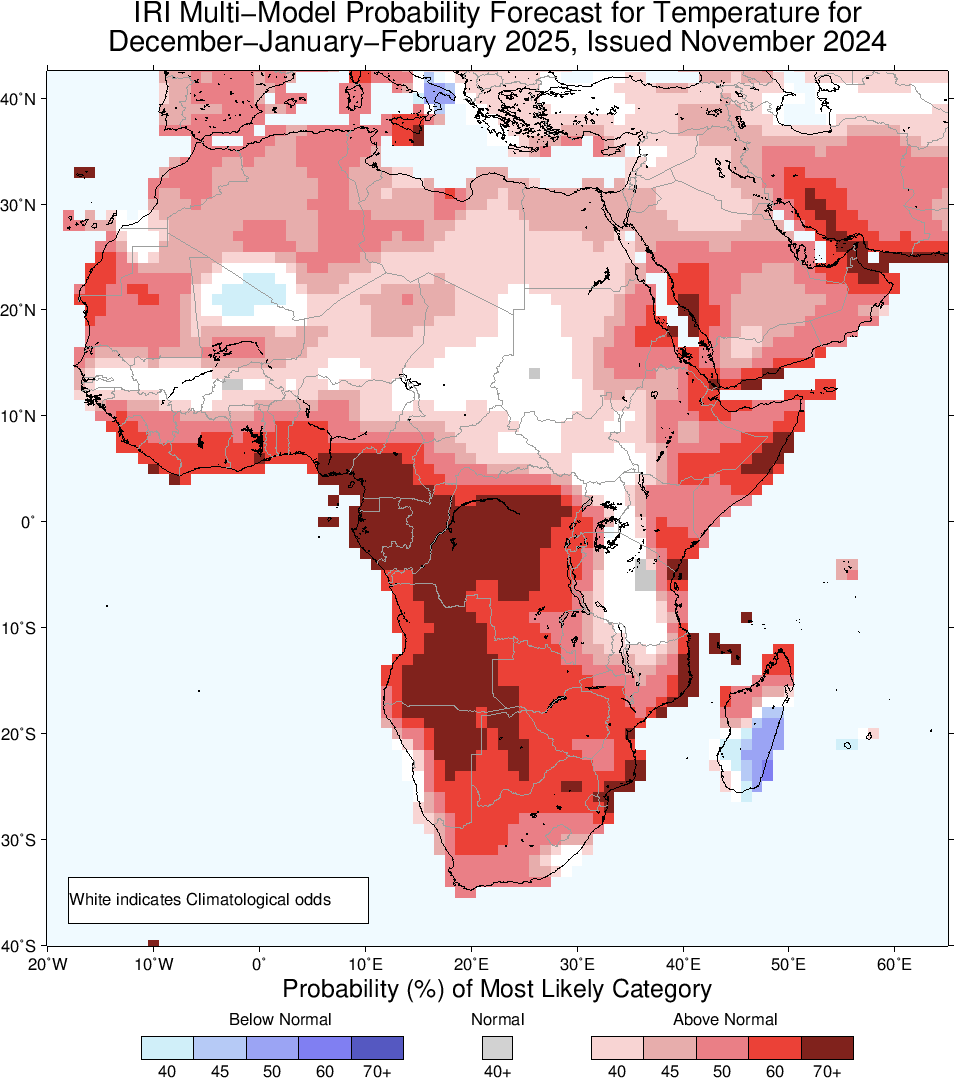 IRI Multi−Model Probability Forecast for Temperature for
December−January−February 2025, Issued November 2024
40˚N
30˚N
20˚N
10˚N
0˚
10˚S
20˚S
30˚S
40˚S
White indicates Climatological odds
20˚W 10˚W 0˚ 10˚E 20˚E 30˚E 40˚E 50˚E 60˚E
Probability (%) of Most Likely Category
Below Normal Normal Above Normal
40 45 50 60 70+ 40+ 40 45 50 60 70+